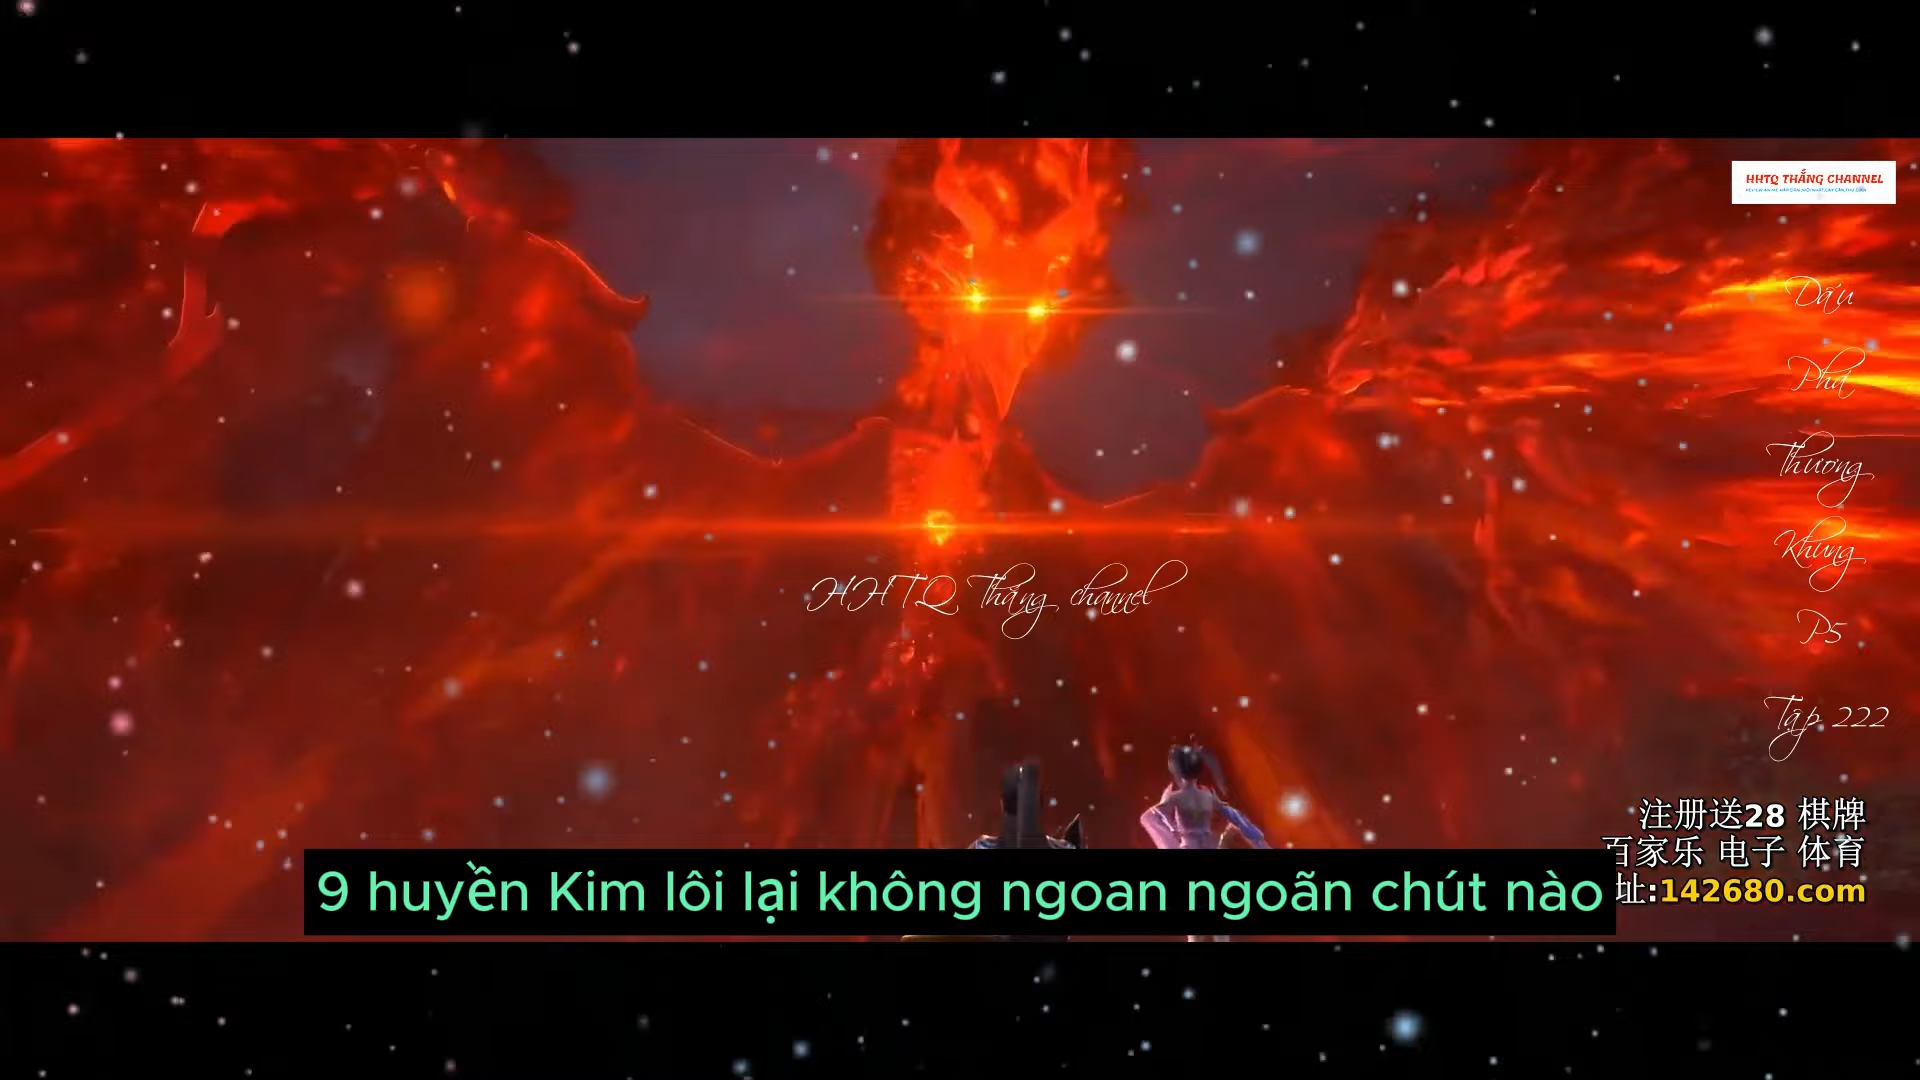 HHTQ THẮNG CHANNEL
Dấu
Phá
Thương
Khung
P5
Tập 222
HHTQ Thắng channel
注册送28 棋牌
百家乐 电子 体育
址:142680.com
9 huyền Kim lôi lại không ngoan ngoãn chút nào